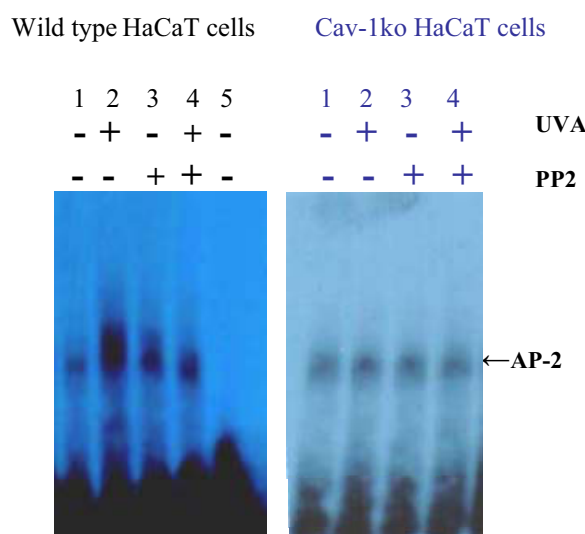 Wild type HaCaT cells Cav-1ko HaCaT cells
1 2 3 4 5 1 2 3 4
- + - + - - + - + UVA
- - + + - - - + + PP2
←AP-2